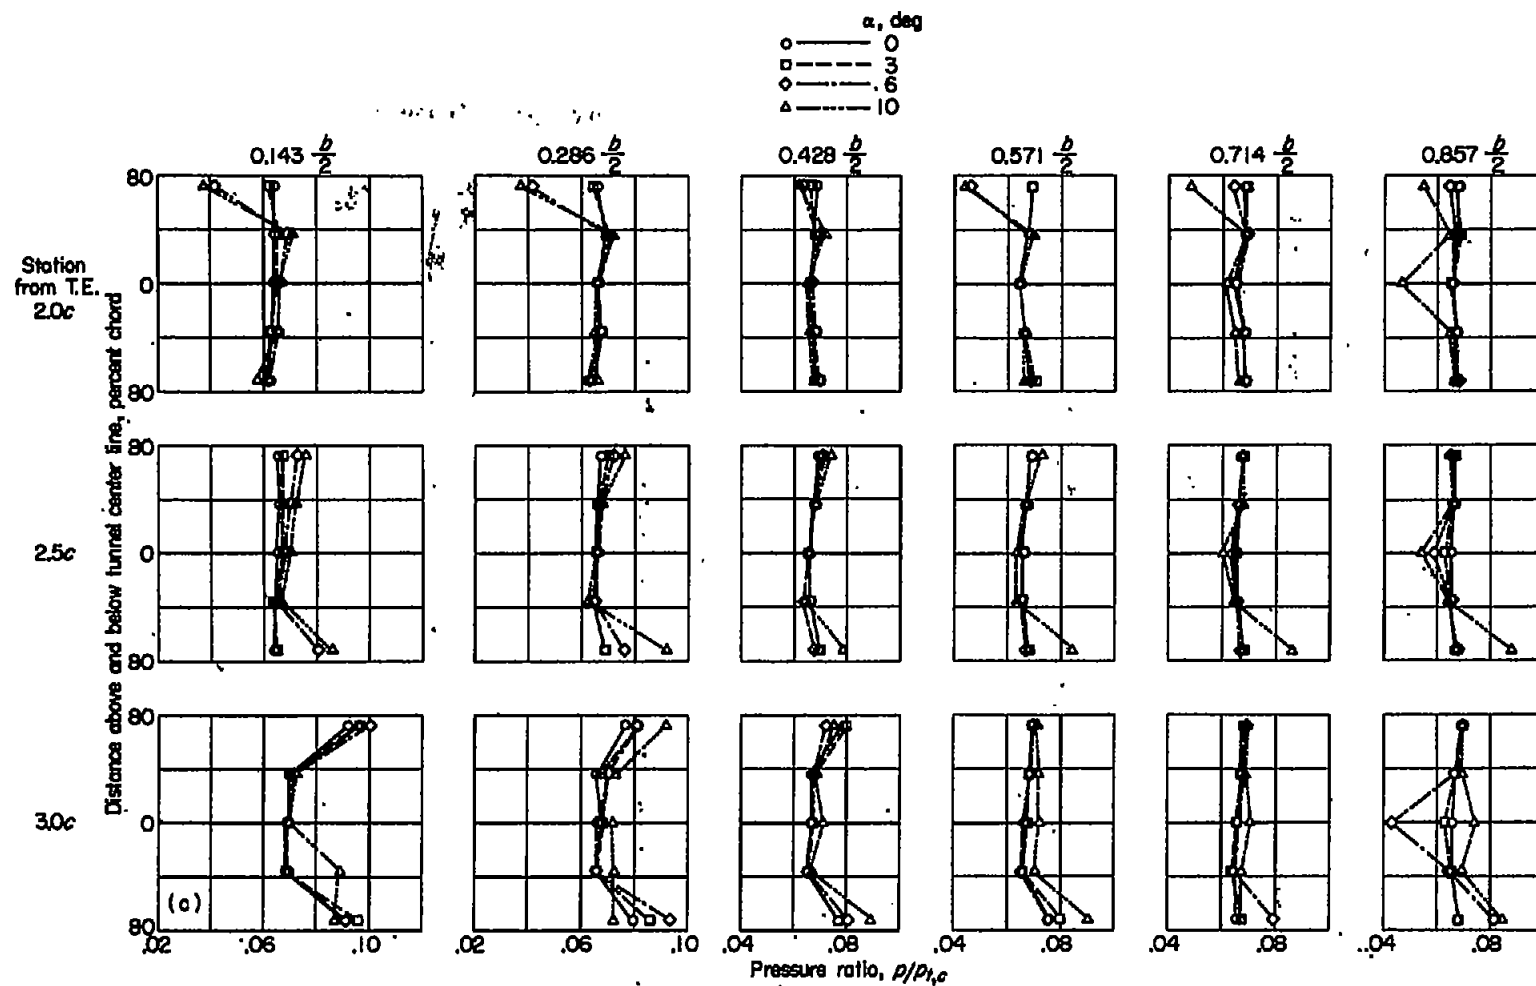 α, deg
0
3
6
10
0.143 b/2
0.286 b/2
0.428 b/2
0.571 b/2
0.714 b/2
0.857 b/2
Distance above and below tunnel center line, percent chord
Station
from T.E.
2.0c
80
0
80
2.5c
80
0
80
3.0c
80
0
80
(a)
.02 .06 .10
.02 .06 .10
.04 .08
.04 .08
.04 .08
.04 .08
Pressure ratio, p/pt,c